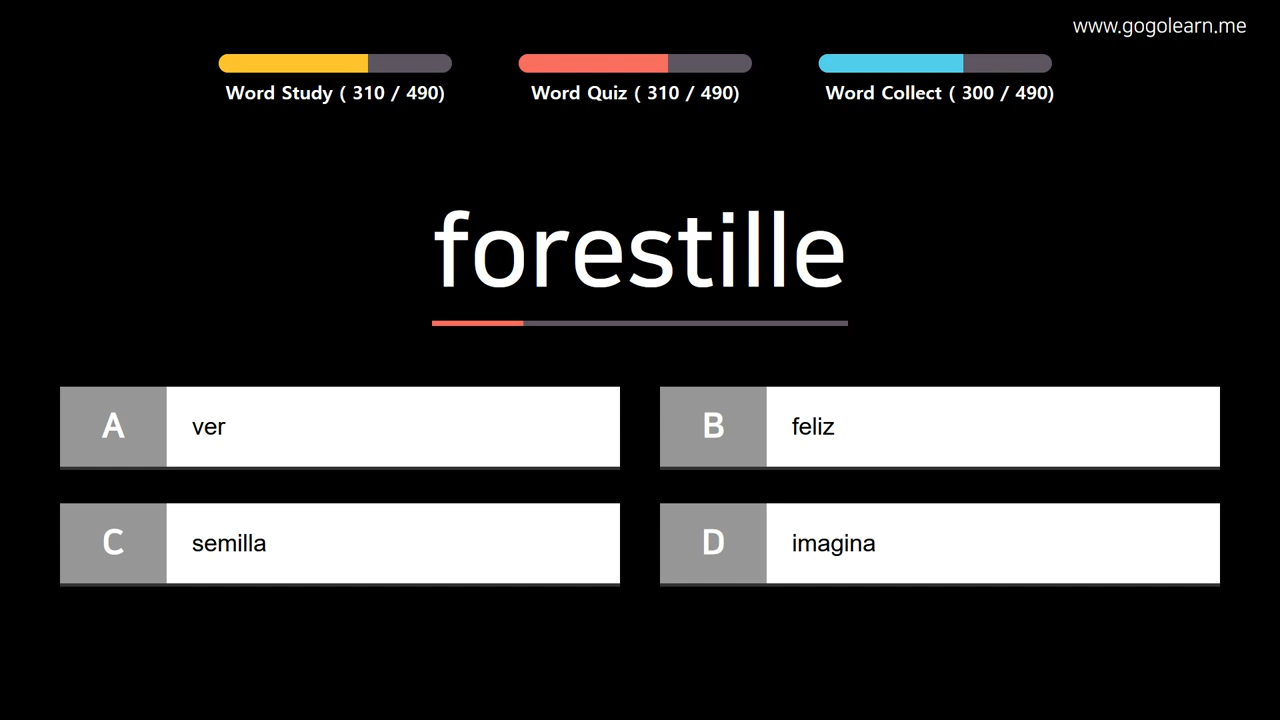 www.gogolearn.me
Word Study ( 310 / 490)
Word Quiz ( 310 / 490)
Word Collect ( 300 / 490)
forestille
A
ver
B
feliz
C
semilla
D
imagina